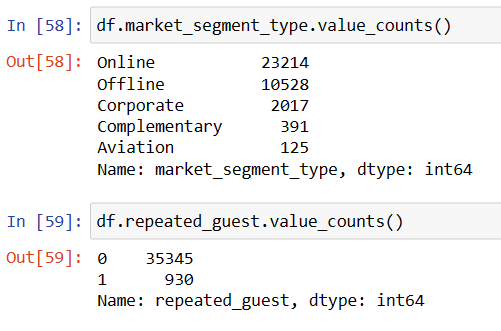 In [58]: df.market_segment_type.value_counts()
Out[58]: Online 23214
Offline 10528
Corporate 2017
Complementary 391
Aviation 125
Name: market_segment_type, dtype: int64
In [59]: df.repeated_guest.value_counts()
Out[59]: 0 35345
1 930
Name: repeated_guest, dtype: int64